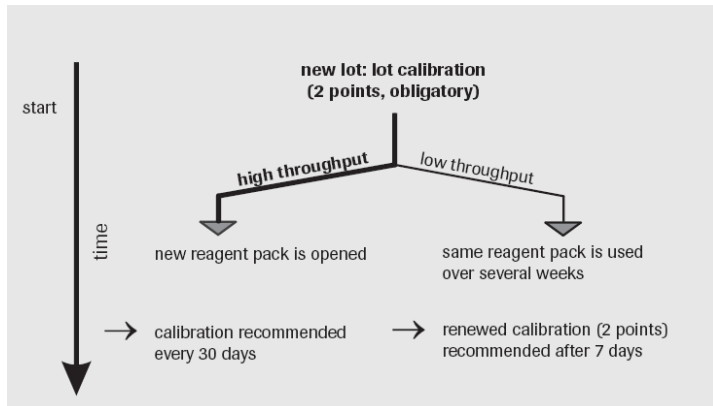 new lot: lot calibration
(2 points, obligatory)
start
high throughput
low throughput
time
new reagent pack is opened
same reagent pack is used
over several weeks
calibration recommended
every 30 days
renewed calibration (2 points)
recommended after 7 days